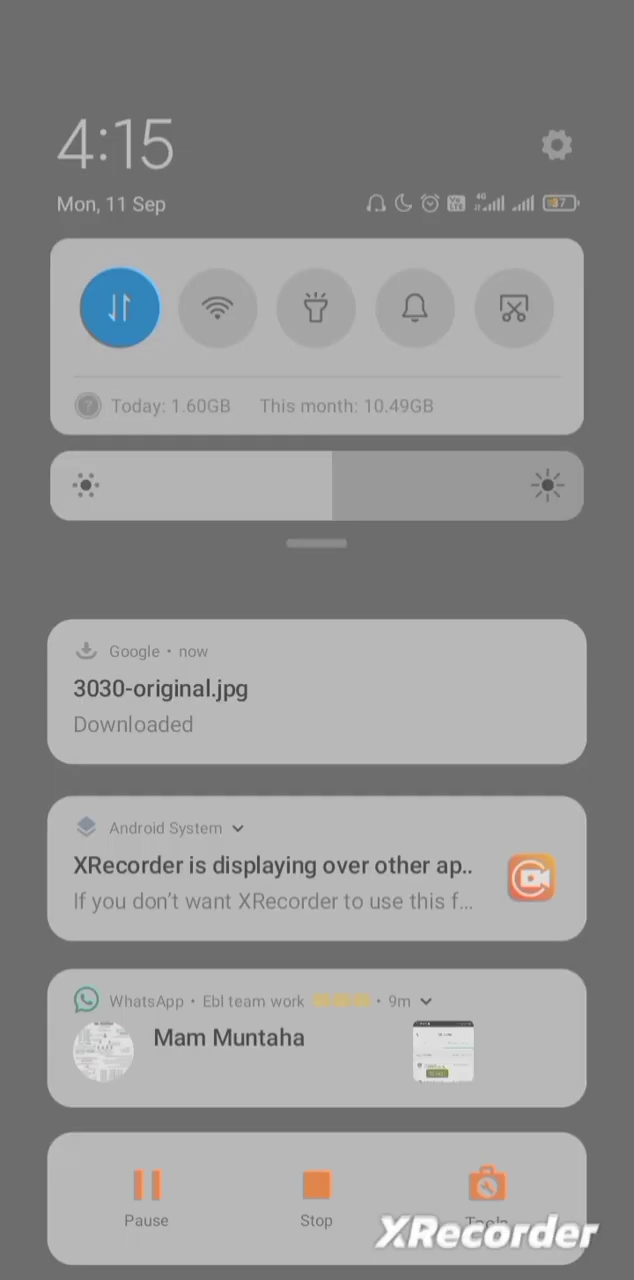 4:15
Mon, 11 Sep
4G
Today: 1.60GB This month: 10.49GB
Google • now
3030-original.jpg
Downloaded
Android System
XRecorder is displaying over other ap..
If you don’t want XRecorder to use this f...
WhatsApp • Ebl team work • 9m
Mam Muntaha
Pause Stop Tools
XRecorder